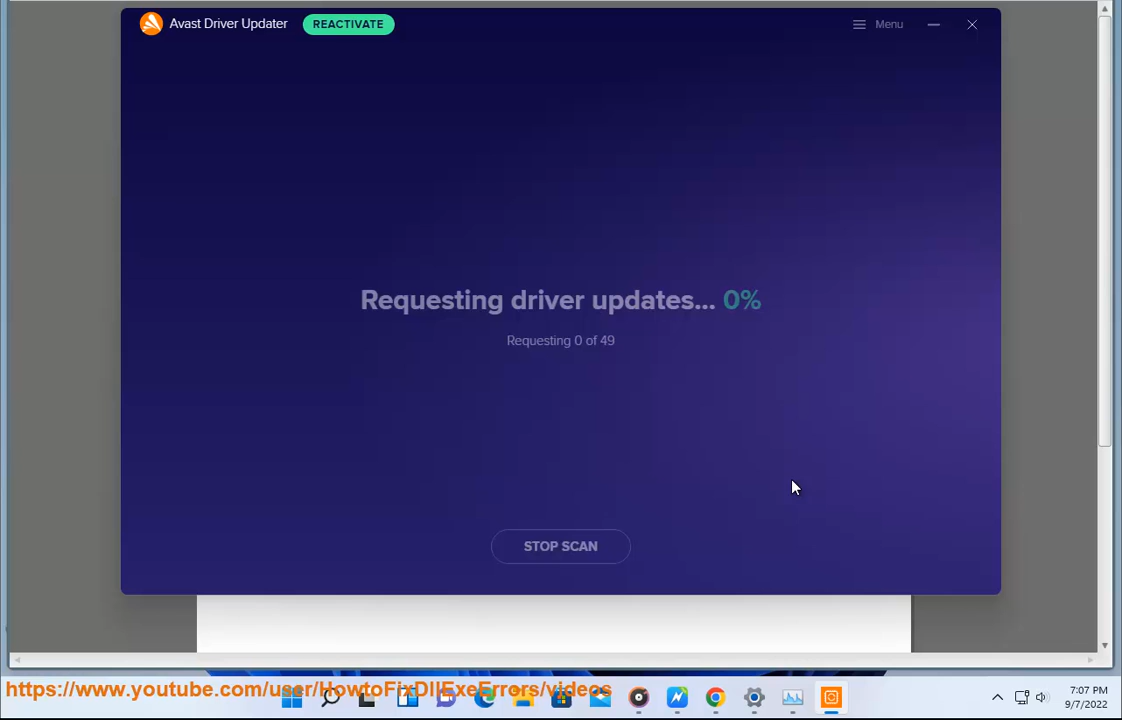 Avast Driver Updater
REACTIVATE
Menu
Requesting driver updates... 0%
Requesting 0 of 49
STOP SCAN
https://www.youtube.com/user/HowtoFixDllExeErrors/videos
7:07 PM
9/7/2022